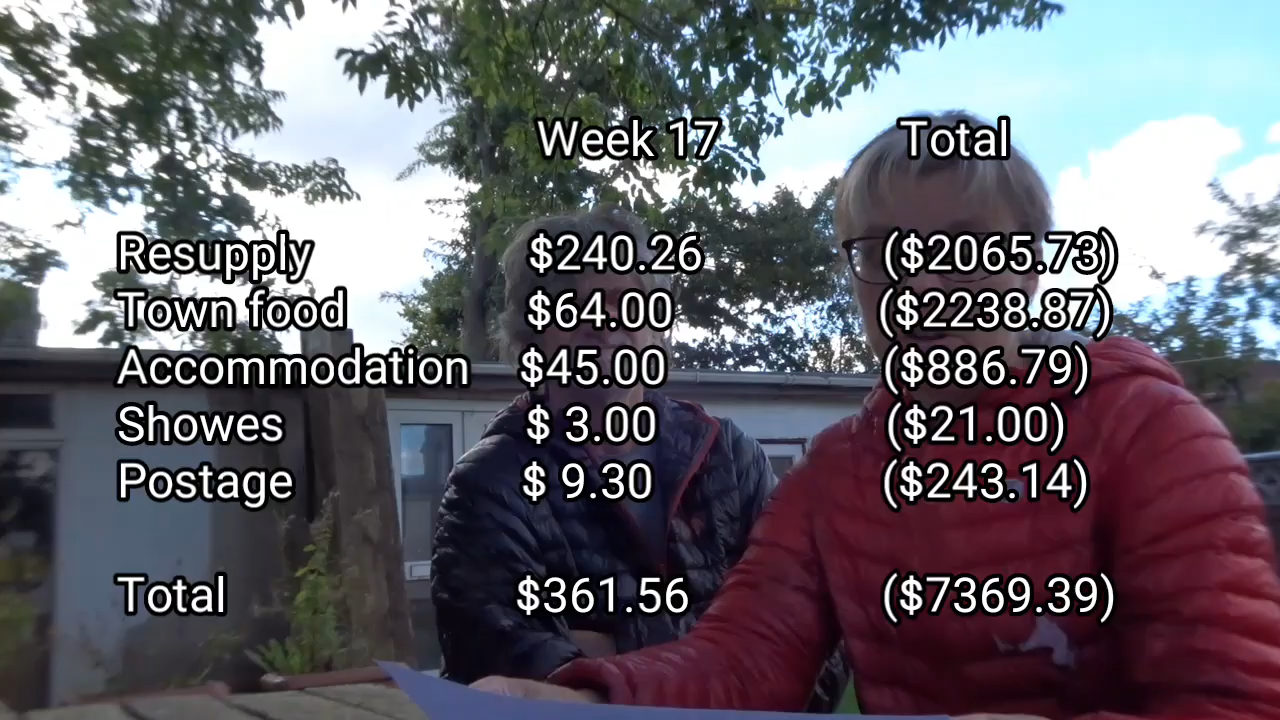 Week 17 Total
Resupply $240.26 ($2065.73)
Town food $64.00 ($2238.87)
Accommodation $45.00 ($886.79)
Showes $ 3.00 ($21.00)
Postage $ 9.30 ($243.14)
Total $361.56 ($7369.39)